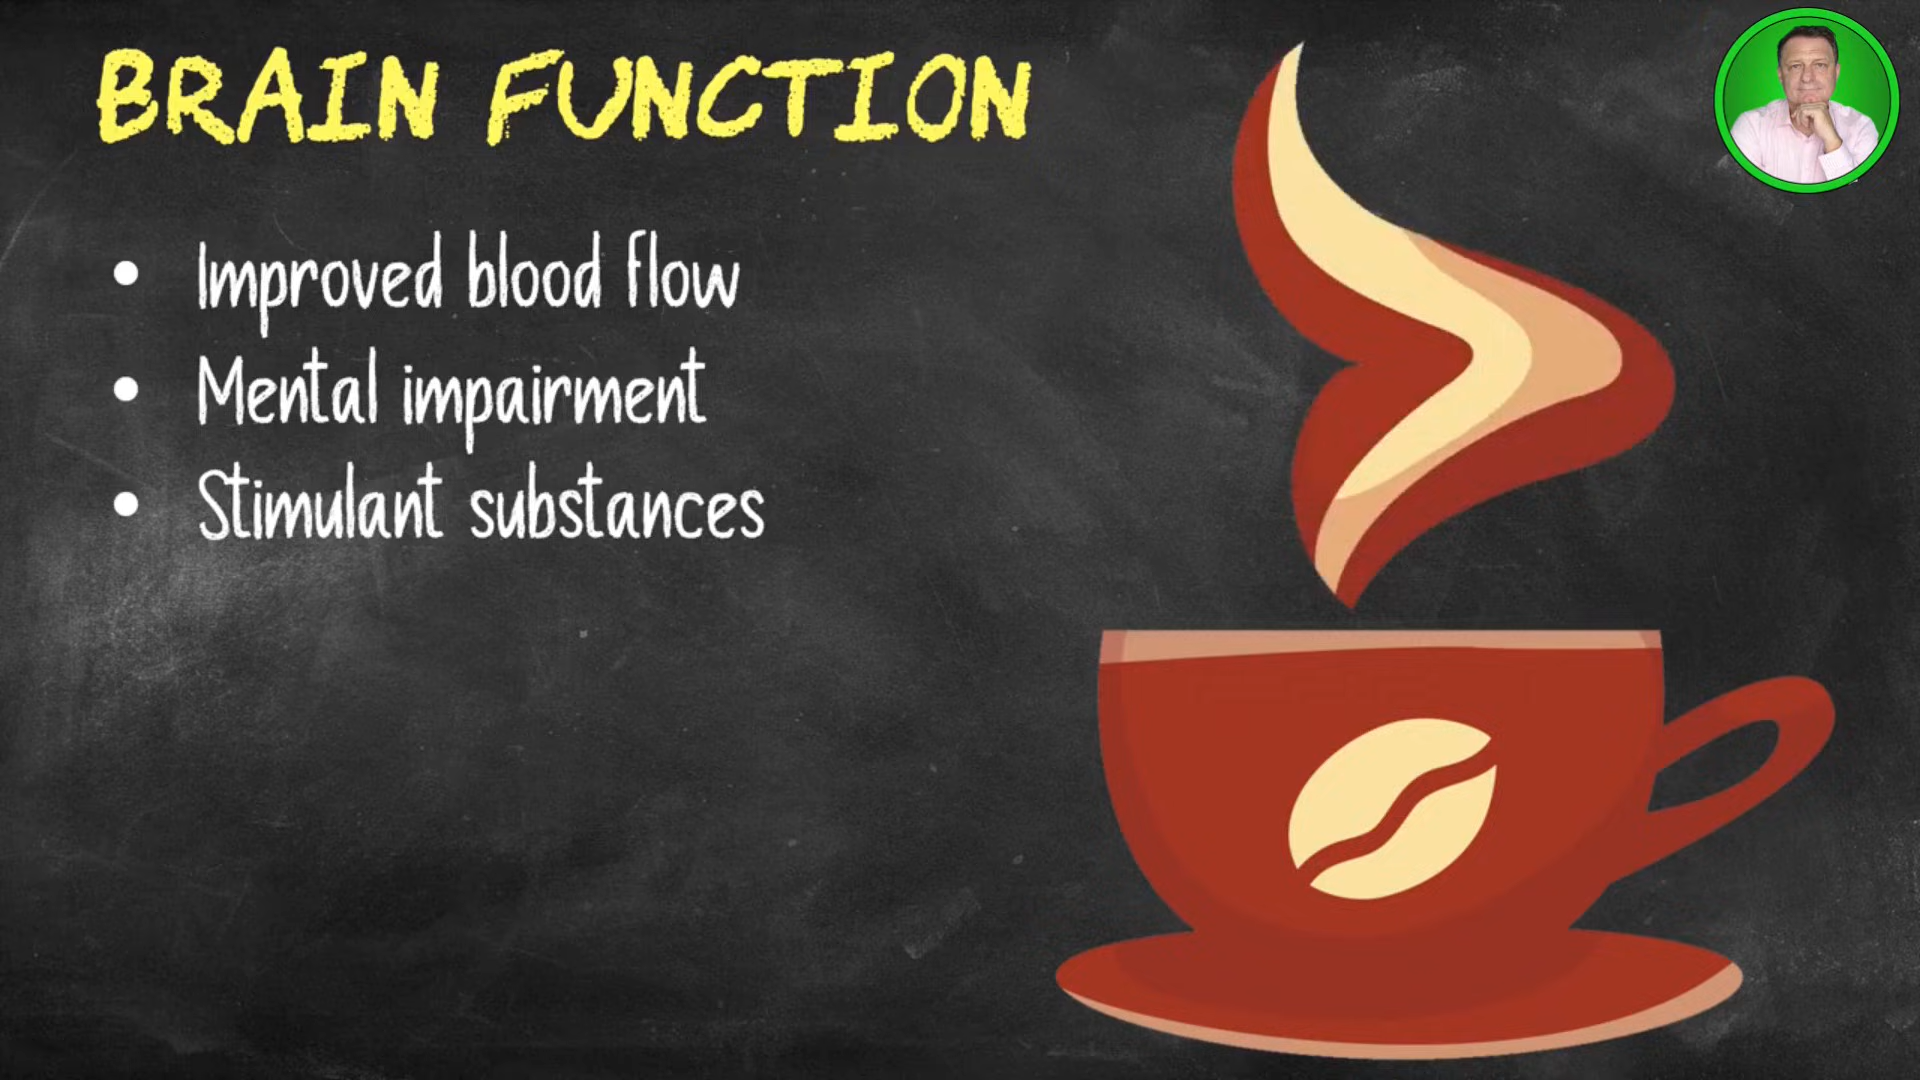 BRAIN FUNCTION
• Improved blood flow
• Mental impairment
• Stimulant substances